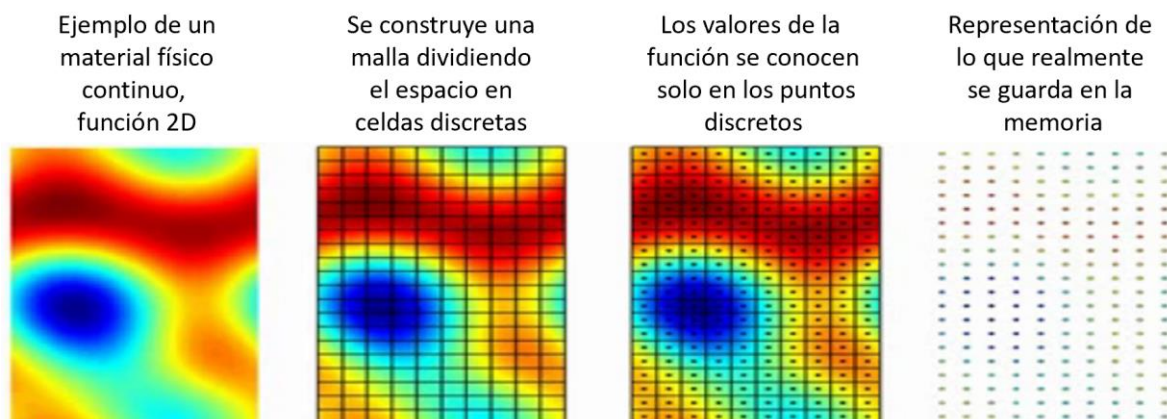 Ejemplo de un
material físico
continuo,
función 2D
Se construye una
malla dividiendo
el espacio en
celdas discretas
Los valores de la
función se conocen
solo en los puntos
discretos
Representación de
lo que realmente
se guarda en la
memoria